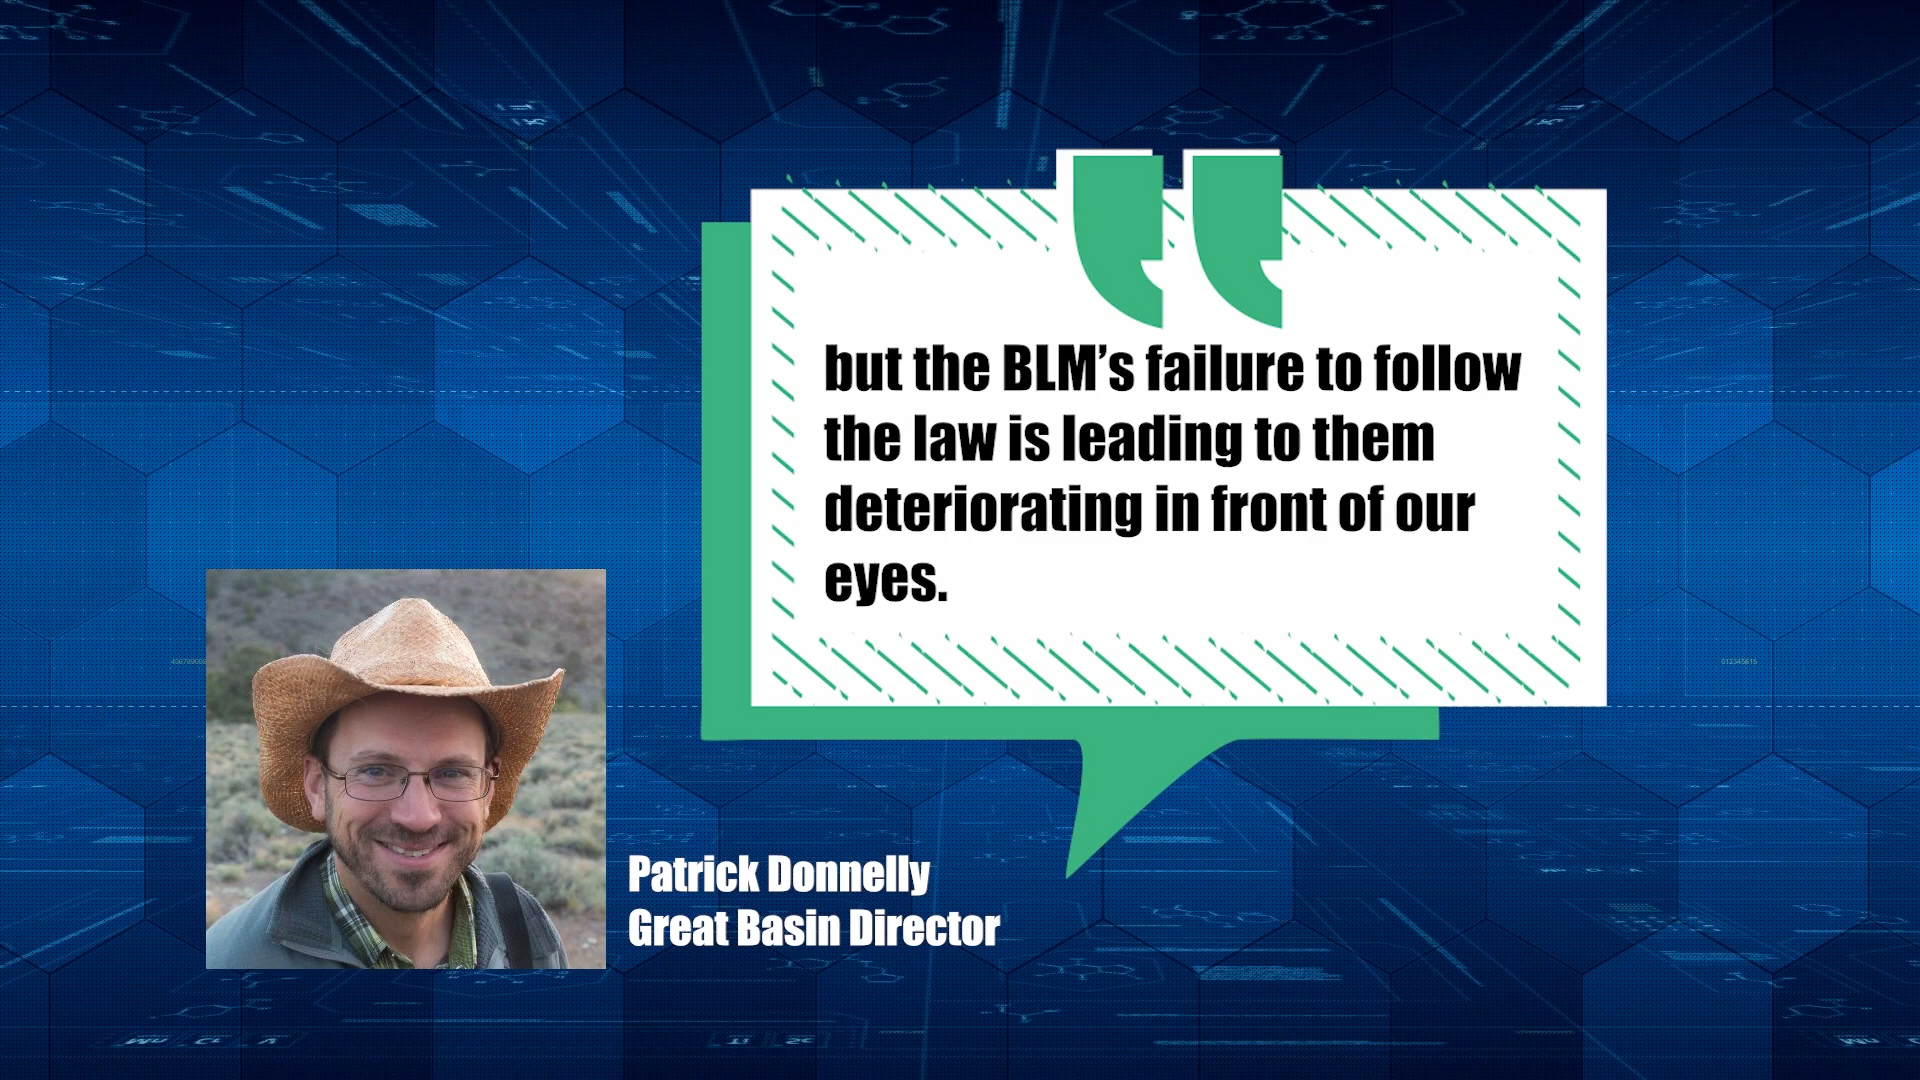 but the BLM’s failure to follow
the law is leading to them
deteriorating in front of our
eyes.
Patrick Donnelly
Great Basin Director
012345615